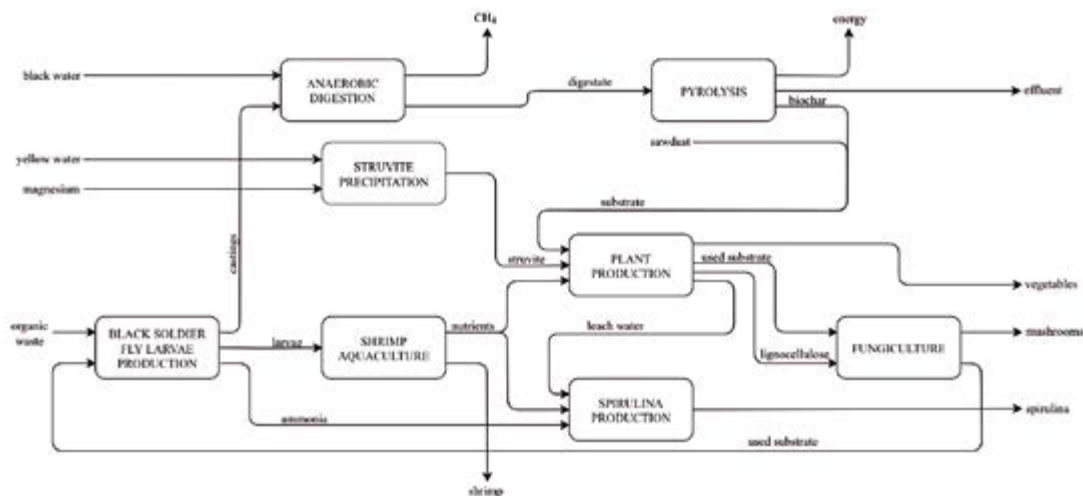 CH₄
energy
black water
ANAEROBIC
DIGESTION
digestate
PYROLYSIS
effluent
biochar
sawdust
yellow water
STRUVITE
PRECIPITATION
magnesium
substrate
castings
struvite
PLANT
PRODUCTION
used substrate
vegetables
organic
waste
BLACK SOLDIER
FLY LARVAE
PRODUCTION
larvae
SHRIMP
AQUACULTURE
nutrients
leach water
lignocellulose
FUNGICULTURE
mushrooms
ammonia
SPIRULINA
PRODUCTION
spirulina
used substrate
shrimp